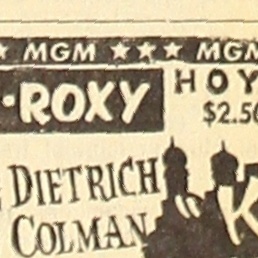 ★ MGM ★★★ MGM
·ROXY
HOY
$2.50
DIETRICH
COLMAN
K